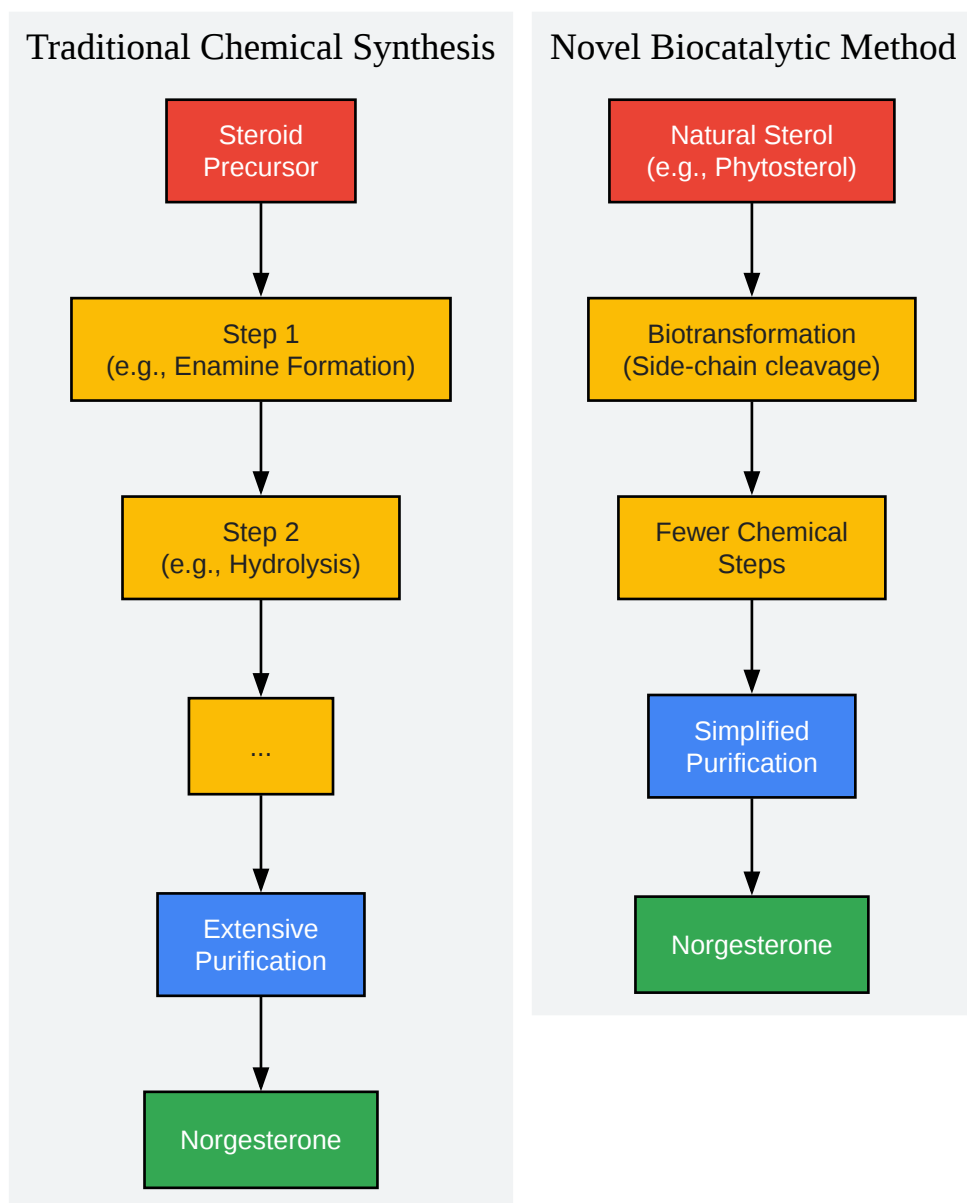 Traditional Chemical Synthesis
Steroid
Precursor
Step 1
(e.g., Enamine Formation)
Step 2
(e.g., Hydrolysis)
...
Extensive
Purification
Norgesterone
Novel Biocatalytic Method
Natural Sterol
(e.g., Phytosterol)
Biotransformation
(Side-chain cleavage)
Fewer Chemical
Steps
Simplified
Purification
Norgesterone